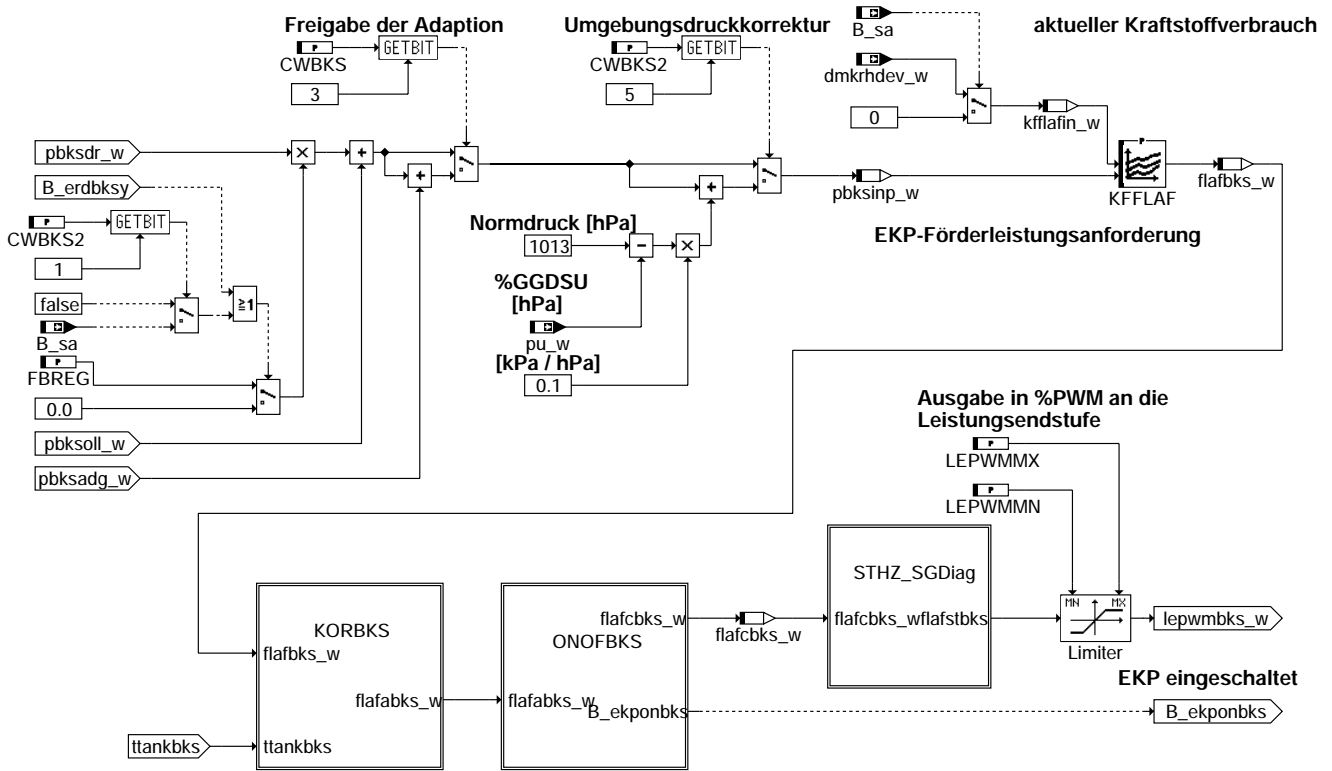 Freigabe der Adaption
Umgebungsdruckkorrektur
B_sa
aktueller Kraftstoffverbrauch
P
GETBIT
CWBKS
P
GETBIT
CWBKS2
dmkrhdev_w
3
5
0
kfflafin_w
pbksdr_w
P
KFFLAF
flafbks_w
pbksinp_w
B_erdbksy
P
GETBIT
CWBKS2
Normdruck [hPa]
1013
EKP-Förderleistungsanforderung
1
%GGDSU
[hPa]
false
≥1
B_sa
pu_w
P
FBREG
[kPa / hPa]
0.1
0.0
Ausgabe in %PWM an die
Leistungsendstufe
pbksoll_w
P
LEPWMMX
pbksadg_w
P
LEPWMMN
STHZ_SGDiag
KORBKS
flafcbks_w
ONOFBKS
flafcbks_w
flafcbks_wflafstbks
MN
MX
Limiter
lepwmbks_w
flafbks_w
EKP eingeschaltet
flafabks_w
flafabks_w
B_ekponbks
B_ekponbks
ttankbks
ttankbks